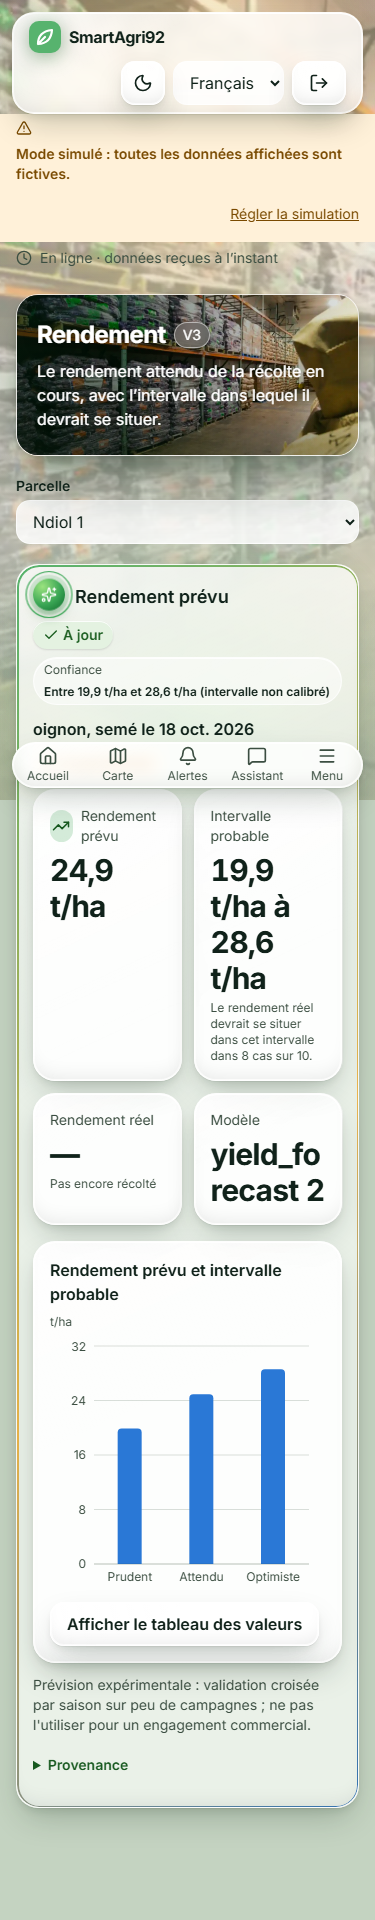 SmartAgri92
Français
Mode simulé : toutes les données affichées sont
fictives.
Régler la simulation
En ligne · données reçues à l'instant
Rendement V3
Le rendement attendu de la récolte en
cours, avec l'intervalle dans lequel il
devrait se situer.
Parcelle
Ndiol 1
Rendement prévu
À jour
Confiance
Entre 19,9 t/ha et 28,6 t/ha (intervalle non calibré)
oignon, semé le 18 oct. 2026
Accueil Carte Alertes Assistant Menu
Rendement
prévu
24,9
t/ha
Intervalle
probable
19,9
t/ha à
28,6
t/ha
Le rendement réel
devrait se situer
dans cet intervalle
dans 8 cas sur 10.
Rendement réel
—
Pas encore récolté
Modèle
yield_fo
recast 2
Rendement prévu et intervalle
probable
t/ha
32
24
16
8
0
Prudent Attendu Optimiste
Afficher le tableau des valeurs
Prévision expérimentale : validation croisée
par saison sur peu de campagnes ; ne pas
l'utiliser pour un engagement commercial.
Provenance